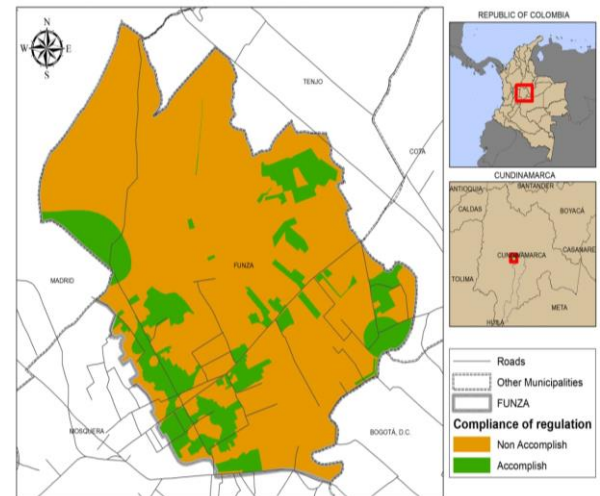 N
W E
S
TENJO
COTA
FUNZA
MADRID
MOSQUERA
BOGOTÁ, D.C.
REPUBLIC OF COLOMBIA
CUNDINAMARCA
ANTIOQUIA
SANTANDER
CALDAS
BOYACÁ
CASANARE
CUNDINAMARCA
TOLIMA
META
HUILA
Roads
Other Municipalities
FUNZA
Compliance of regulation
Non Accomplish
Accomplish